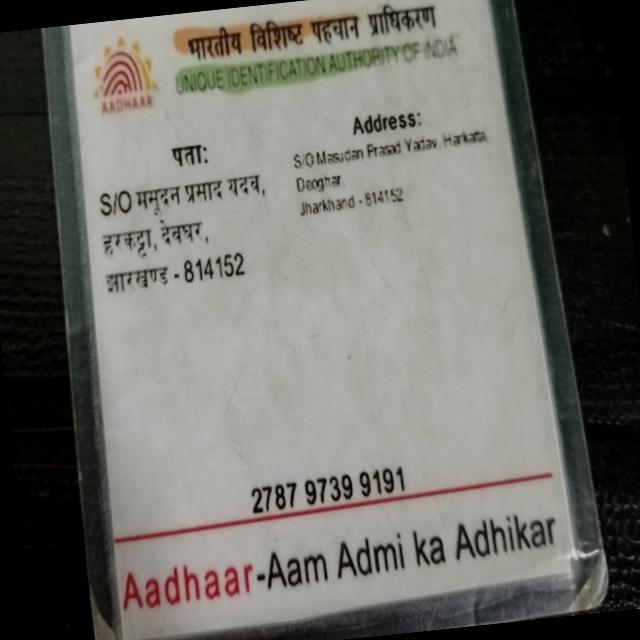 भारतीय विशिष्ट पहचान प्राधिकरण
UNIQUE IDENTIFICATION AUTHORITY OF INDIA
AADHAAR
पता:
S/O मसूदन प्रसाद यदव,
हरकट्टा, देवघर,
झारखण्ड - 814152
Address:
S/O Masudan Prasad Yadav, Harkatta,
Deoghar,
Jharkhand - 814152
2787 9739 9191
Aadhaar-Aam Admi ka Adhikar